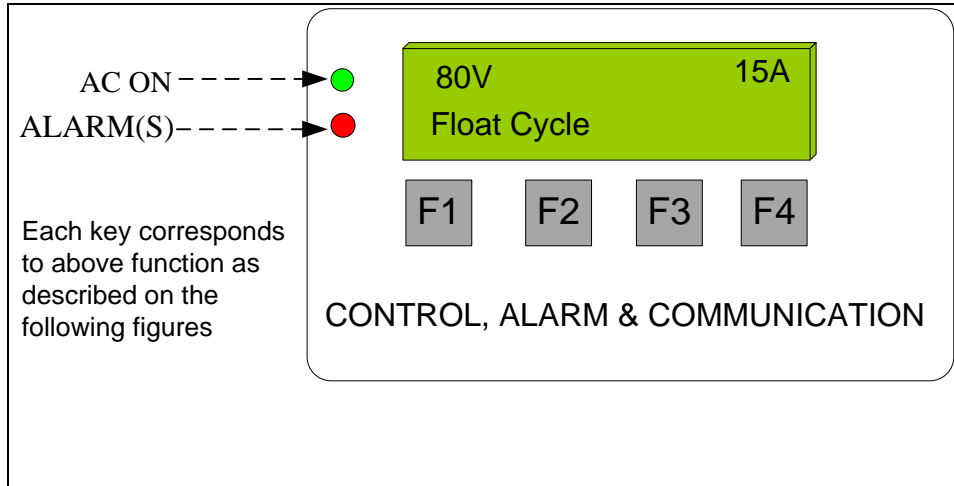 AC ON
ALARM(S)
80V 15A
Float Cycle
F1 F2 F3 F4
Each key corresponds
to above function as
described on the
following figures
CONTROL, ALARM & COMMUNICATION